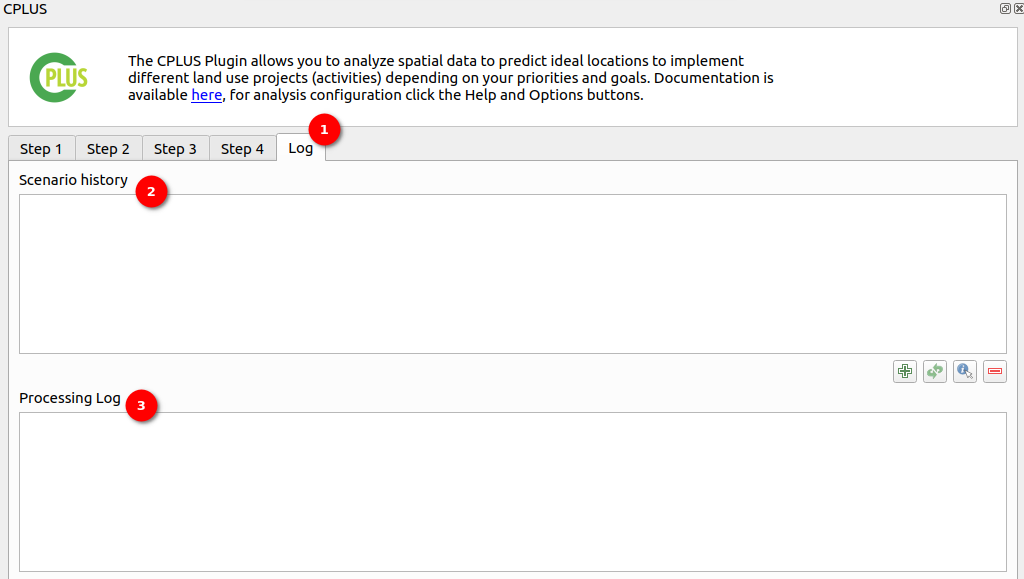 CPLUS
PLUS
The CPLUS Plugin allows you to analyze spatial data to predict ideal locations to implement
different land use projects (activities) depending on your priorities and goals. Documentation is
available here, for analysis configuration click the Help and Options buttons.
Step 1 Step 2 Step 3 Step 4 Log 1
Scenario history 2
Processing Log 3